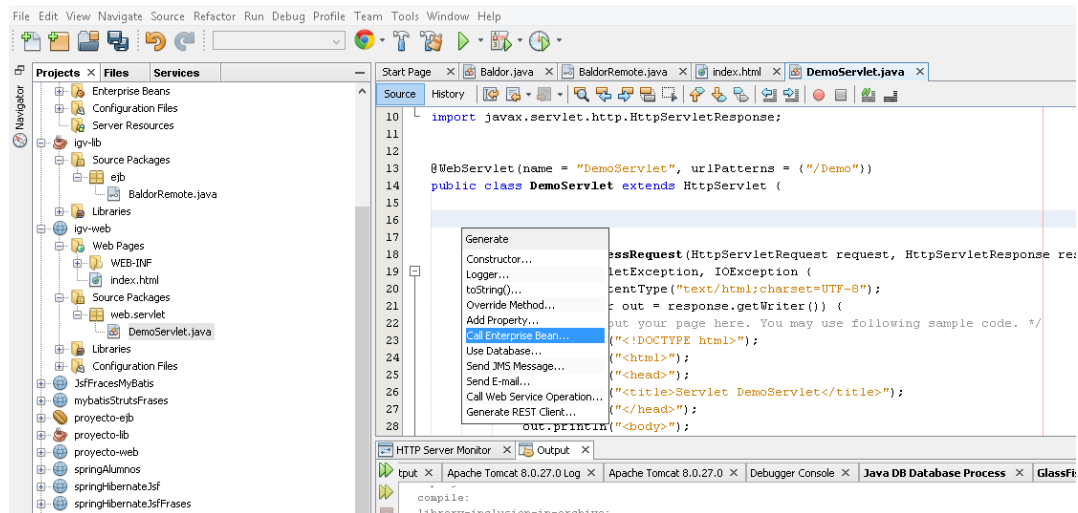 File Edit View Navigate Source Refactor Run Debug Profile Team Tools Window Help
Projects Files Services
Navigator
Enterprise Beans
Configuration Files
Server Resources
igv-lib
Source Packages
ejb
BaldorRemote.java
Libraries
igv-web
Web Pages
WEB-INF
index.html
Source Packages
web.servlet
DemoServlet.java
Libraries
Configuration Files
JsfFracesMyBatis
mybatisStrutsFrases
proyecto-ejb
proyecto-lib
proyecto-web
springAlumnos
springHibernateJsf
springHibernateJsfFrases
Start Page Baldor.java BaldorRemote.java index.html DemoServlet.java
Source History
10 import javax.servlet.http.HttpServletResponse;
11
12
13 @WebServlet(name = "DemoServlet", urlPatterns = {"/Demo"})
14 public class DemoServlet extends HttpServlet {
15
16
17
18 essRequest(HttpServletRequest request, HttpServletResponse res
19 letException, IOException {
20 tentType("text/html;charset=UTF-8");
21 r out = response.getWriter()) {
22 out your page here. You may use following sample code. */
23 ("<!DOCTYPE html>");
24 ("<html>");
25 ("<head>");
26 ("<title>Servlet DemoServlet</title>");
27 ("</head>");
28 out.println("<body>");
Generate
Constructor...
Logger...
toString()...
Override Method...
Add Property...
Call Enterprise Bean...
Use Database...
Send JMS Message...
Send E-mail...
Call Web Service Operation...
Generate REST Client...
HTTP Server Monitor Output
tput Apache Tomcat 8.0.27.0 Log Apache Tomcat 8.0.27.0 Debugger Console Java DB Database Process GlassFis
compile:
library-inclusion-in-archive: